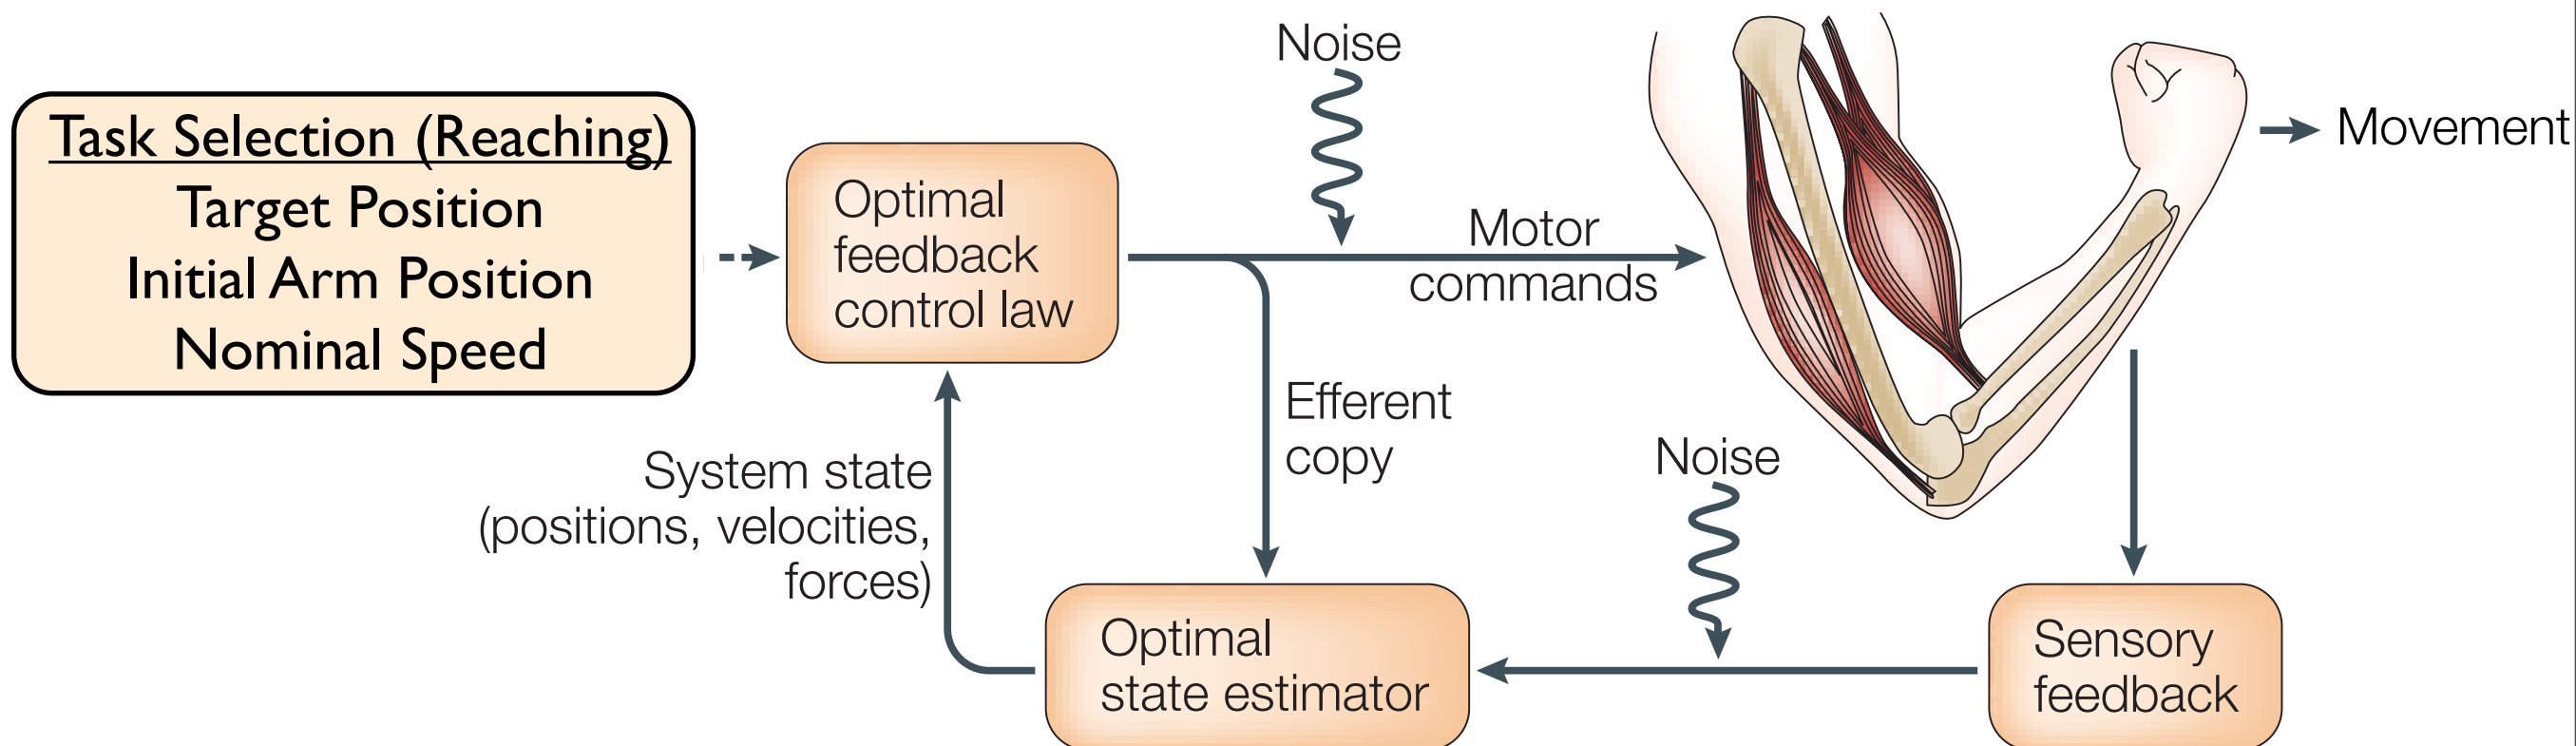 Task Selection (Reaching)
Target Position
Initial Arm Position
Nominal Speed
Optimal
feedback
control law
Noise
Motor
commands
Movement
Efferent
copy
System state
(positions, velocities,
forces)
Noise
Optimal
state estimator
Sensory
feedback